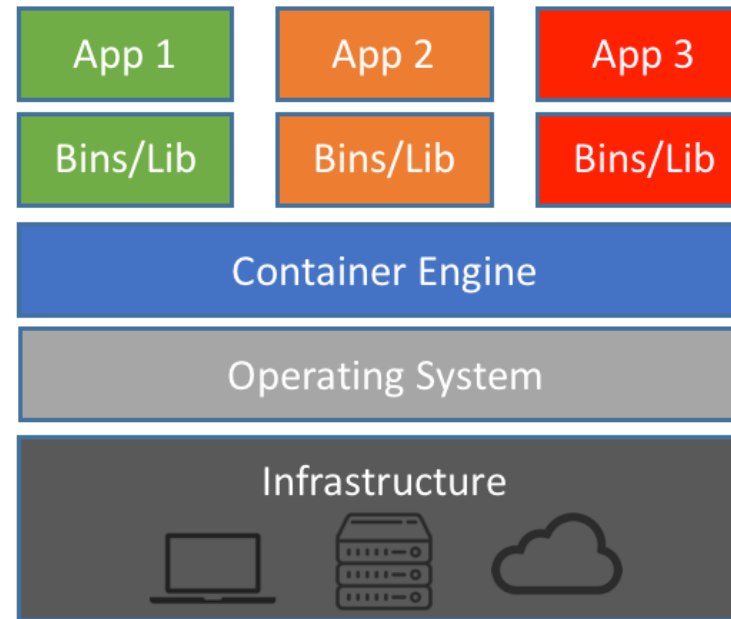 App 1
App 2
App 3
Bins/Lib
Bins/Lib
Bins/Lib
Container Engine
Operating System
Infrastructure